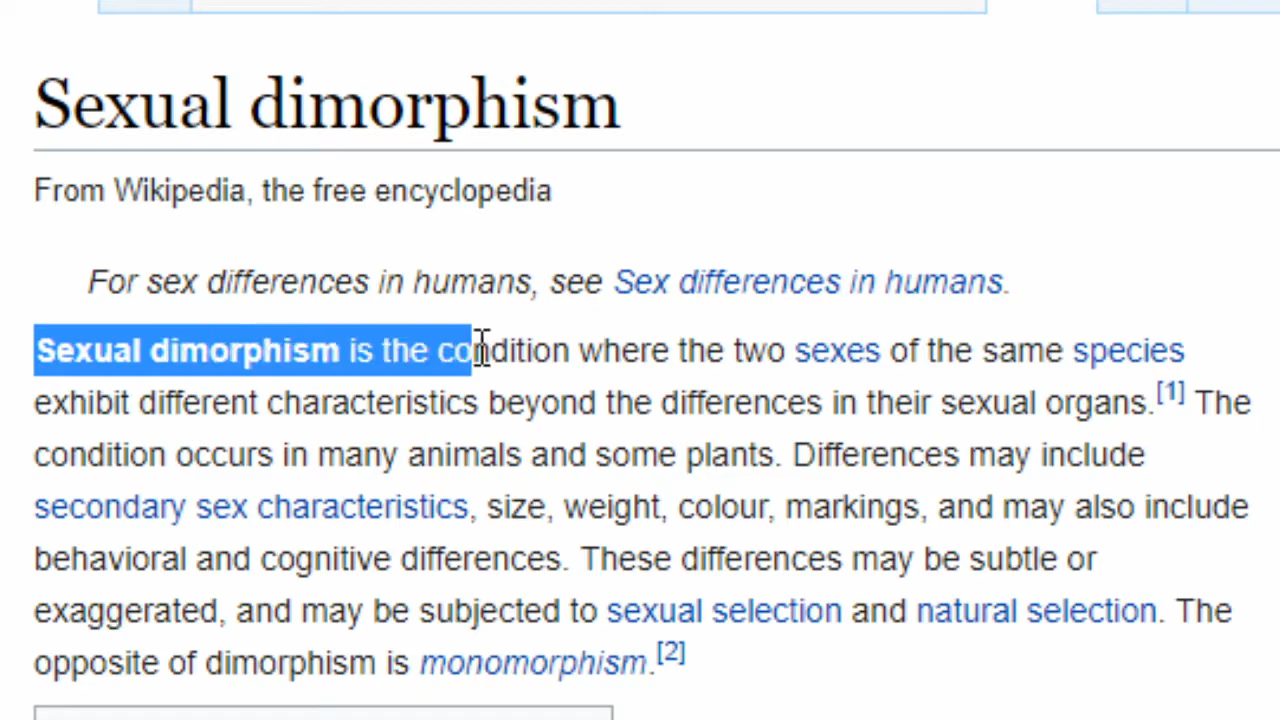 Sexual dimorphism
From Wikipedia, the free encyclopedia
For sex differences in humans, see Sex differences in humans.
Sexual dimorphism is the condition where the two sexes of the same species
exhibit different characteristics beyond the differences in their sexual organs.[1] The
condition occurs in many animals and some plants. Differences may include
secondary sex characteristics, size, weight, colour, markings, and may also include
behavioral and cognitive differences. These differences may be subtle or
exaggerated, and may be subjected to sexual selection and natural selection. The
opposite of dimorphism is monomorphism.[2]